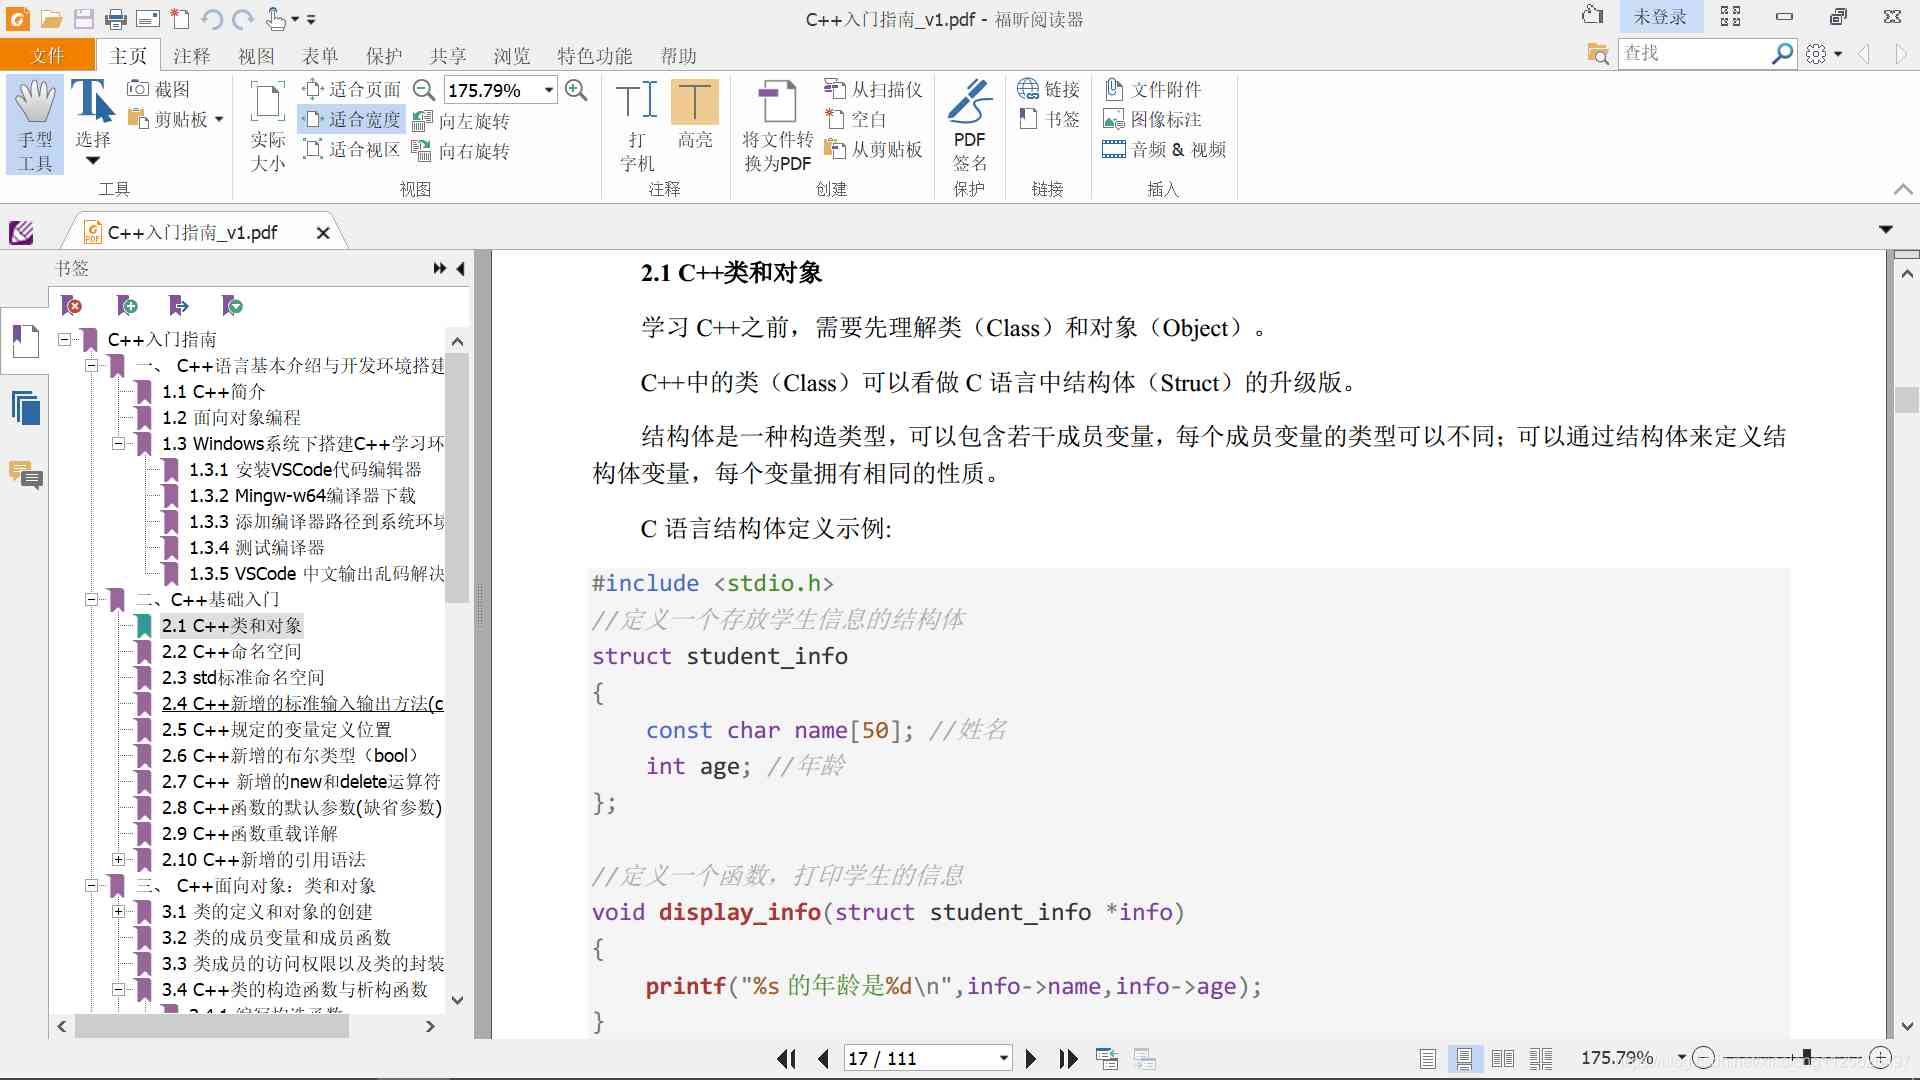 C++入门指南_v1.pdf - 福昕阅读器
未登录
文件 主页 注释 视图 表单 保护 共享 浏览 特色功能 帮助
查找
手型
工具
选择
截图
剪贴板
工具
实际
大小
适合页面
适合宽度
适合视区
175.79%
向左旋转
向右旋转
视图
打
字机
高亮
注释
将文件转
换为PDF
从扫描仪
空白
从剪贴板
创建
PDF
签名
保护
链接
书签
链接
文件附件
图像标注
音频 & 视频
插入
C++入门指南_v1.pdf
书签
C++入门指南
一、 C++语言基本介绍与开发环境搭建
1.1 C++简介
1.2 面向对象编程
1.3 Windows系统下搭建C++学习环
1.3.1 安装VSCode代码编辑器
1.3.2 Mingw-w64编译器下载
1.3.3 添加编译器路径到系统环境
1.3.4 测试编译器
1.3.5 VSCode 中文输出乱码解决
二、C++基础入门
2.1 C++类和对象
2.2 C++命名空间
2.3 std标准命名空间
2.4 C++新增的标准输入输出方法(c
2.5 C++规定的变量定义位置
2.6 C++新增的布尔类型（bool）
2.7 C++ 新增的new和delete运算符
2.8 C++函数的默认参数(缺省参数)
2.9 C++函数重载详解
2.10 C++新增的引用语法
三、 C++面向对象：类和对象
3.1 类的定义和对象的创建
3.2 类的成员变量和成员函数
3.3 类成员的访问权限以及类的封装
3.4 C++类的构造函数与析构函数
2.1 C++类和对象
学习 C++之前，需要先理解类（Class）和对象（Object）。
C++中的类（Class）可以看做 C 语言中结构体（Struct）的升级版。
结构体是一种构造类型，可以包含若干成员变量，每个成员变量的类型可以不同；可以通过结构体来定义结
构体变量，每个变量拥有相同的性质。
C 语言结构体定义示例:
#include <stdio.h>
//定义一个存放学生信息的结构体
struct student_info
{
const char name[50]; //姓名
int age; //年龄
};
//定义一个函数，打印学生的信息
void display_info(struct student_info *info)
{
printf("%s 的年龄是%d\n",info->name,info->age);
}
17 / 111
175.79%